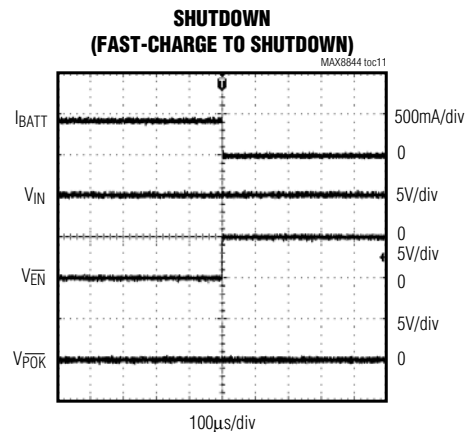 SHUTDOWN
(FAST-CHARGE TO SHUTDOWN)
MAX8844 toc11
IBATT
500mA/div
0
VIN
5V/div
0
5V/div
VEN
0
5V/div
VPOK
0
100μs/div